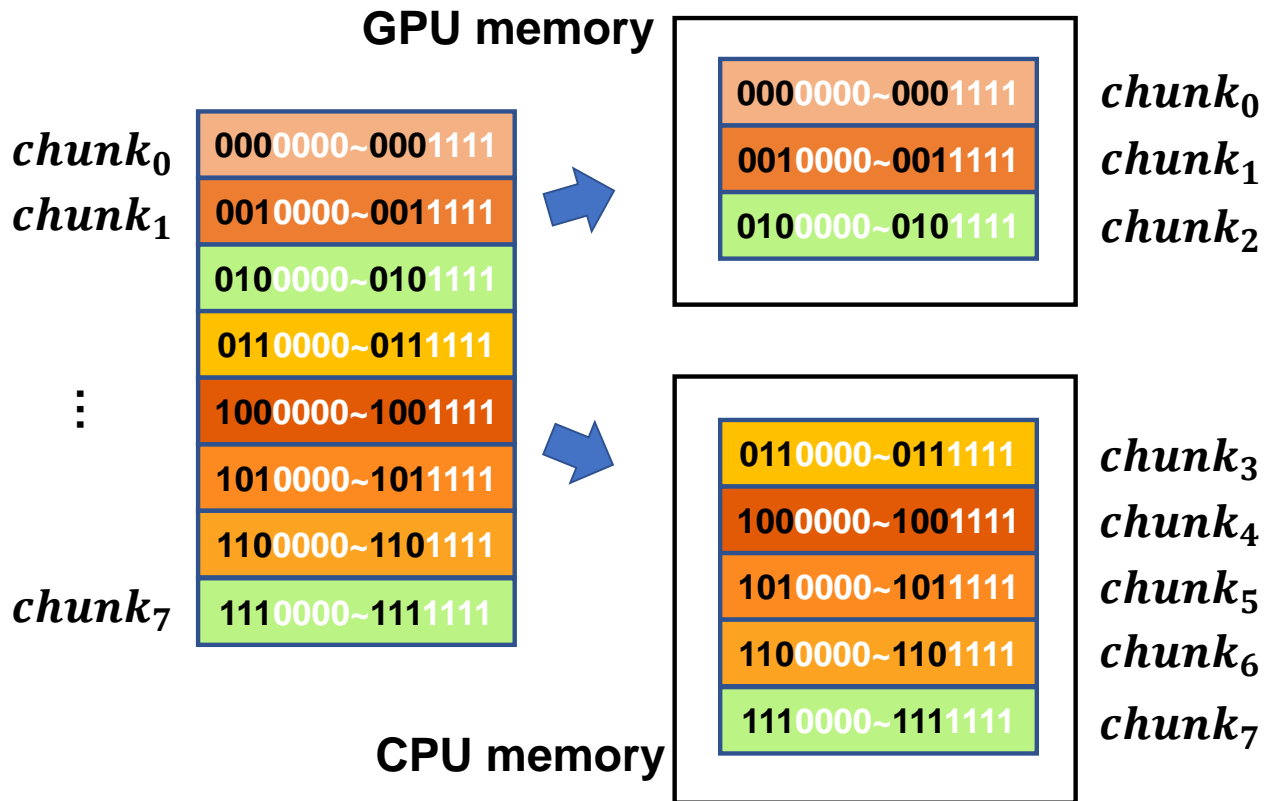 GPU memory
chunk₀ 0000000~0001111
chunk₁ 0010000~0011111
0100000~0101111
0110000~0111111
⋮ 1000000~1001111
1010000~1011111
1100000~1101111
chunk₇ 1110000~1111111
0000000~0001111 chunk₀
0010000~0011111 chunk₁
0100000~0101111 chunk₂
0110000~0111111 chunk₃
1000000~1001111 chunk₄
1010000~1011111 chunk₅
1100000~1101111 chunk₆
1110000~1111111 chunk₇
CPU memory